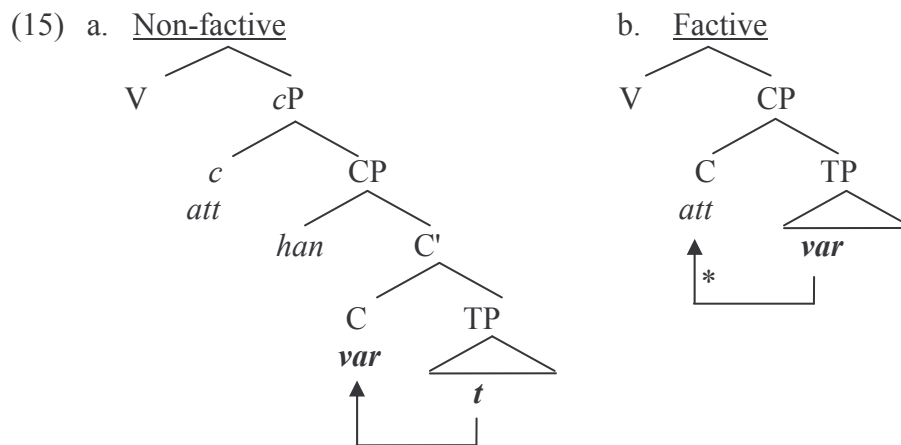 (15) a. Non-factive b. Factive
V cP V CP
c CP C TP
att att var
han C' *
C TP
var t